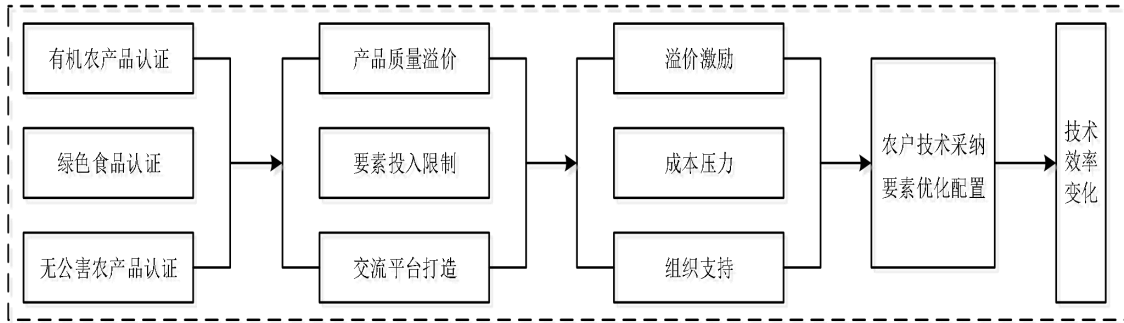 有机农产品认证
绿色食品认证
无公害农产品认证
产品质量溢价
要素投入限制
交流平台打造
溢价激励
成本压力
组织支持
农户技术采纳
要素优化配置
技术
效率
变化